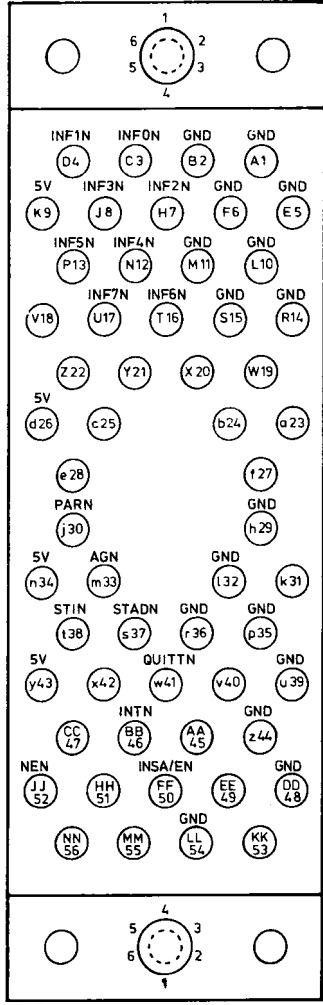 1
6 2
5 3
4
INF1N INF0N GND GND
D4 C3 B2 A1
5V INF3N INF2N GND GND
K9 J8 H7 F6 E5
INF5N INF4N GND GND
P13 N12 M11 L10
INF7N INF6N GND GND
V18 U17 T16 S15 R14
Z22 Y21 X20 W19
5V
d26 c25 b24 a23
e28 f27
PARN GND
j30 h29
5V AGN GND
n34 m33 l32 k31
STIN STADN GND GND
t38 s37 r36 p35
5V QUITTN GND
y43 x42 w41 v40 u39
INTN GND
CC 47 BB 46 AA 45 z44
NEN INSA/EN GND
JJ 52 HH 51 FF 50 EE 49 DD 48
GND
NN 56 MM 55 LL 54 KK 53
4
5 3
6 2
1